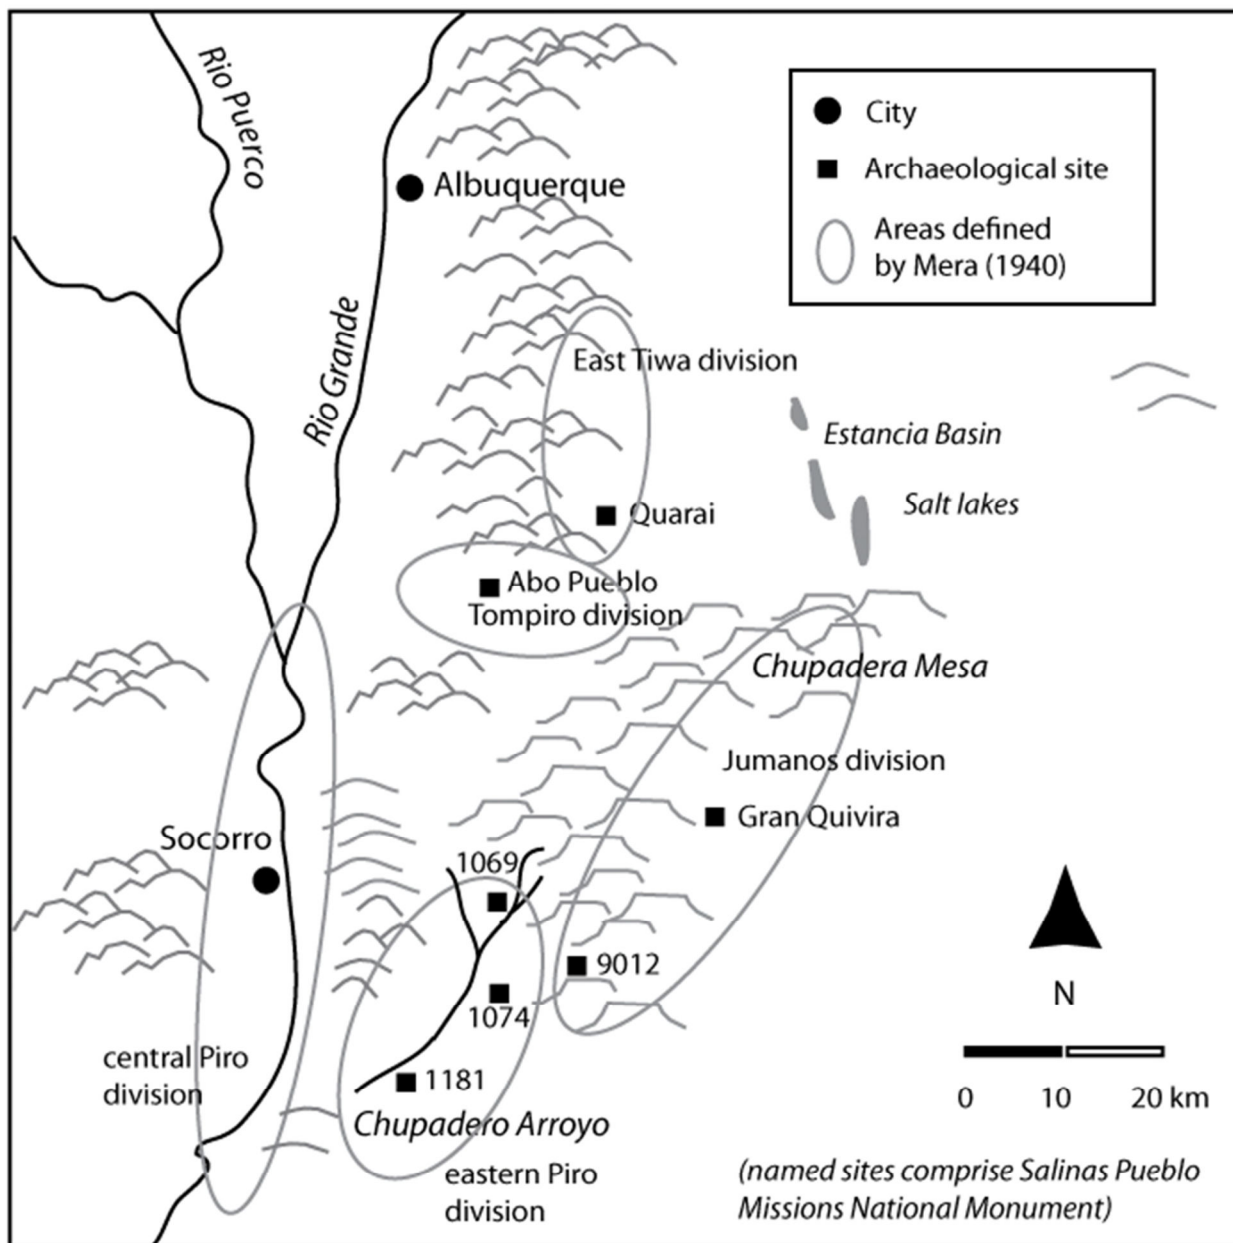 Rio Puerco
City
Archaeological site
Areas defined
by Mera (1940)
Albuquerque
Rio Grande
East Tiwa division
Estancia Basin
Salt lakes
Quarai
Abo Pueblo
Tompiro division
Chupadera Mesa
Jumanos division
Gran Quivira
Socorro
1069
9012
1074
N
central Piro
division
1181
Chupadero Arroyo
0 10 20 km
eastern Piro
division
(named sites comprise Salinas Pueblo
Missions National Monument)